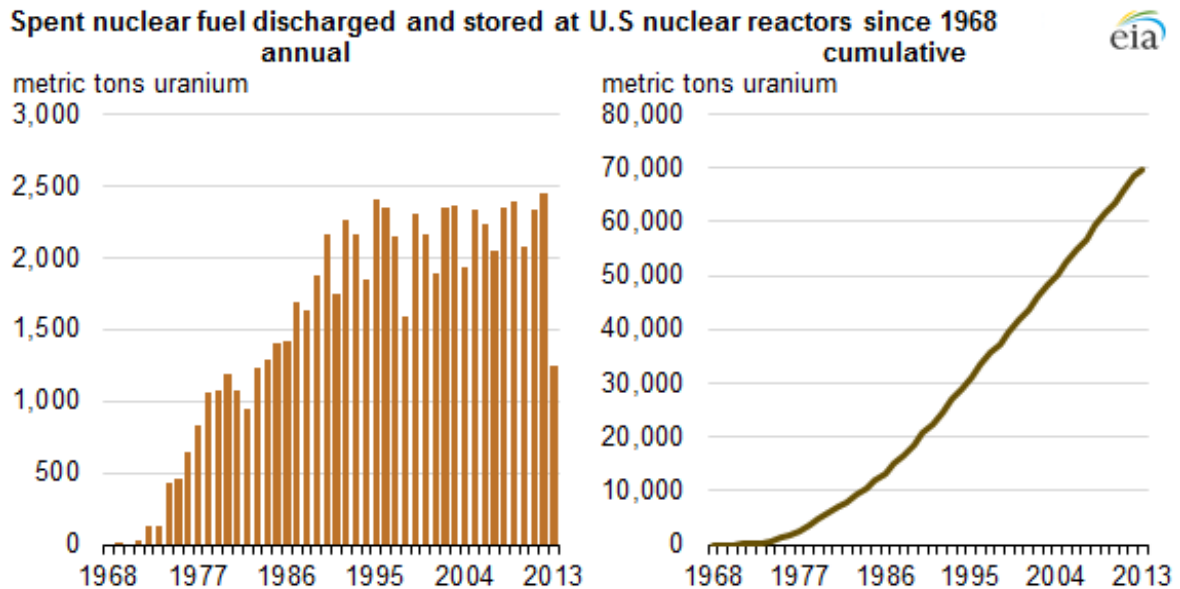 Spent nuclear fuel discharged and stored at U.S nuclear reactors since 1968
eia
annual
metric tons uranium
3,000
2,500
2,000
1,500
1,000
500
0
1968 1977 1986 1995 2004 2013
cumulative
metric tons uranium
80,000
70,000
60,000
50,000
40,000
30,000
20,000
10,000
0
1968 1977 1986 1995 2004 2013